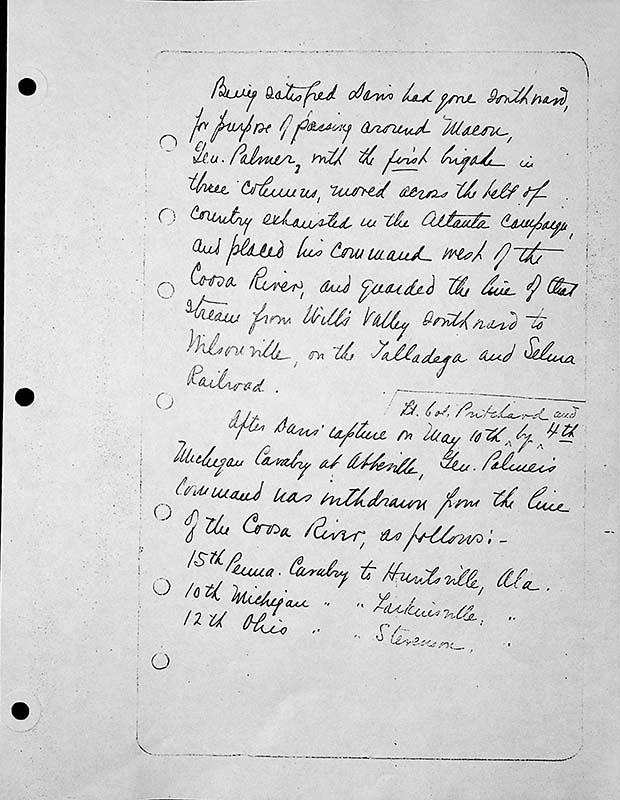 Being satisfied Davis had gone southward,
for purpose of passing around Macon,
Gen. Palmer, with the first brigade in
three columns, moved across the belt of
country exhausted in the Altanta campaign,
and placed his command west of the
Coosa River, and guarded the line of that
stream from Will's Valley southward to
Wilsonville, on the Talladega and Selma
Railroad.
Lt. Col. Pritchard and
After Davis' capture on May 10th by 4th
Michigan Cavalry at Abbeville, Gen. Palmer's
command was withdrawn from the line
of the Coosa River, as follows:-
15th Penna. Cavalry to Huntsville, Ala.
10th Michigan " " Larkinsville, "
12th Ohio " " Stevenson, "